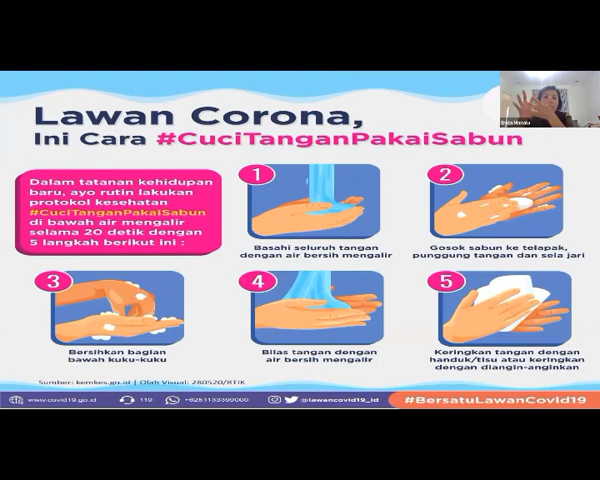 Lawan Corona,
Ini Cara #CuciTanganPakaiSabun
Dalam tatanan kehidupan
baru, ayo rutin lakukan
protokol kesehatan
#CuciTanganPakaiSabun
di bawah air mengalir
selama 20 detik dengan
5 langkah berikut ini :
1
Basahi seluruh tangan
dengan air bersih mengalir
2
Gosok sabun ke telapak,
punggung tangan dan sela jari
3
Bersihkan bagian
bawah kuku-kuku
4
Bilas tangan dengan
air bersih mengalir
5
Keringkan tangan dengan
handuk/tisu atau keringkan
dengan diangin-anginkan
Sumber: kemkes.go.id | Olah Visual: 280520/RTIK
www.covid19.go.id 119 +6281133399000 @lawancovid19_id #BersatuLawanCovid19